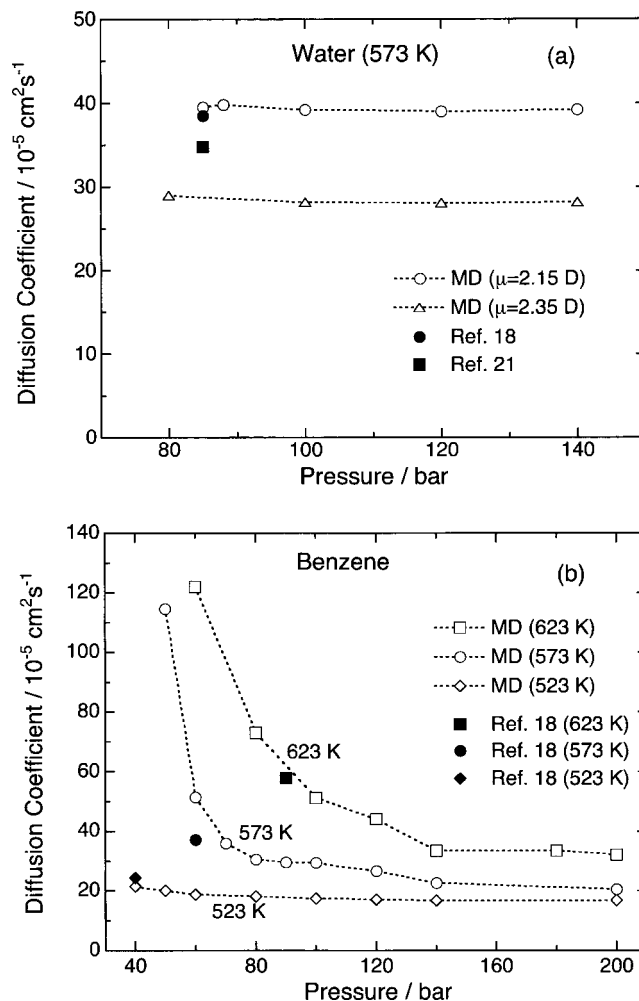 50
40
30
20
10
0
Diffusion Coefficient / 10⁻⁵ cm²s⁻¹
Water (573 K)
(a)
MD (μ=2.15 D)
MD (μ=2.35 D)
Ref. 18
Ref. 21
80 100 120 140
Pressure / bar
140
120
100
80
60
40
20
0
Diffusion Coefficient / 10⁻⁵ cm²s⁻¹
Benzene
(b)
MD (623 K)
MD (573 K)
MD (523 K)
Ref. 18 (623 K)
Ref. 18 (573 K)
Ref. 18 (523 K)
623 K
573 K
523 K
40 80 120 160 200
Pressure / bar